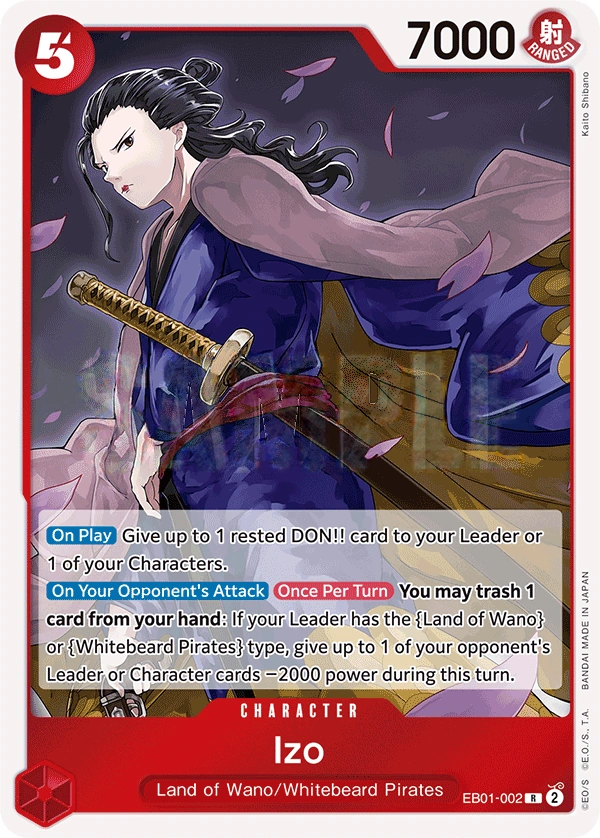 5
7000
射
RANGED
Kaito Shibano
SAMPLE
On Play Give up to 1 rested DON!! card to your Leader or
1 of your Characters.
On Your Opponent's Attack Once Per Turn You may trash 1
card from your hand: If your Leader has the {Land of Wano}
or {Whitebeard Pirates} type, give up to 1 of your opponent's
Leader or Character cards −2000 power during this turn.
CHARACTER
Izo
Land of Wano/Whitebeard Pirates
EB01-002 R 2
©EO/S ©E.O./S., T.A. BANDAI MADE IN JAPAN